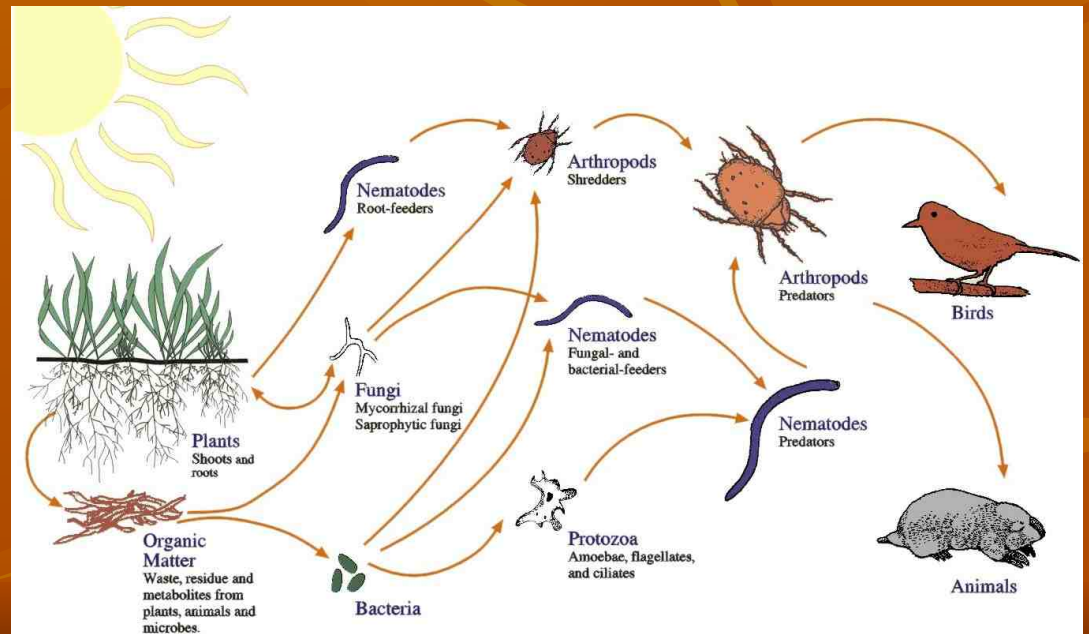 Nematodes
Root-feeders
Arthropods
Shredders
Arthropods
Predators
Birds
Nematodes
Fungal- and
bacterial-feeders
Fungi
Mycorrhizal fungi
Saprophytic fungi
Nematodes
Predators
Plants
Shoots and
roots
Organic
Matter
Waste, residue and
metabolites from
plants, animals and
microbes.
Bacteria
Protozoa
Amoebae, flagellates,
and ciliates
Animals